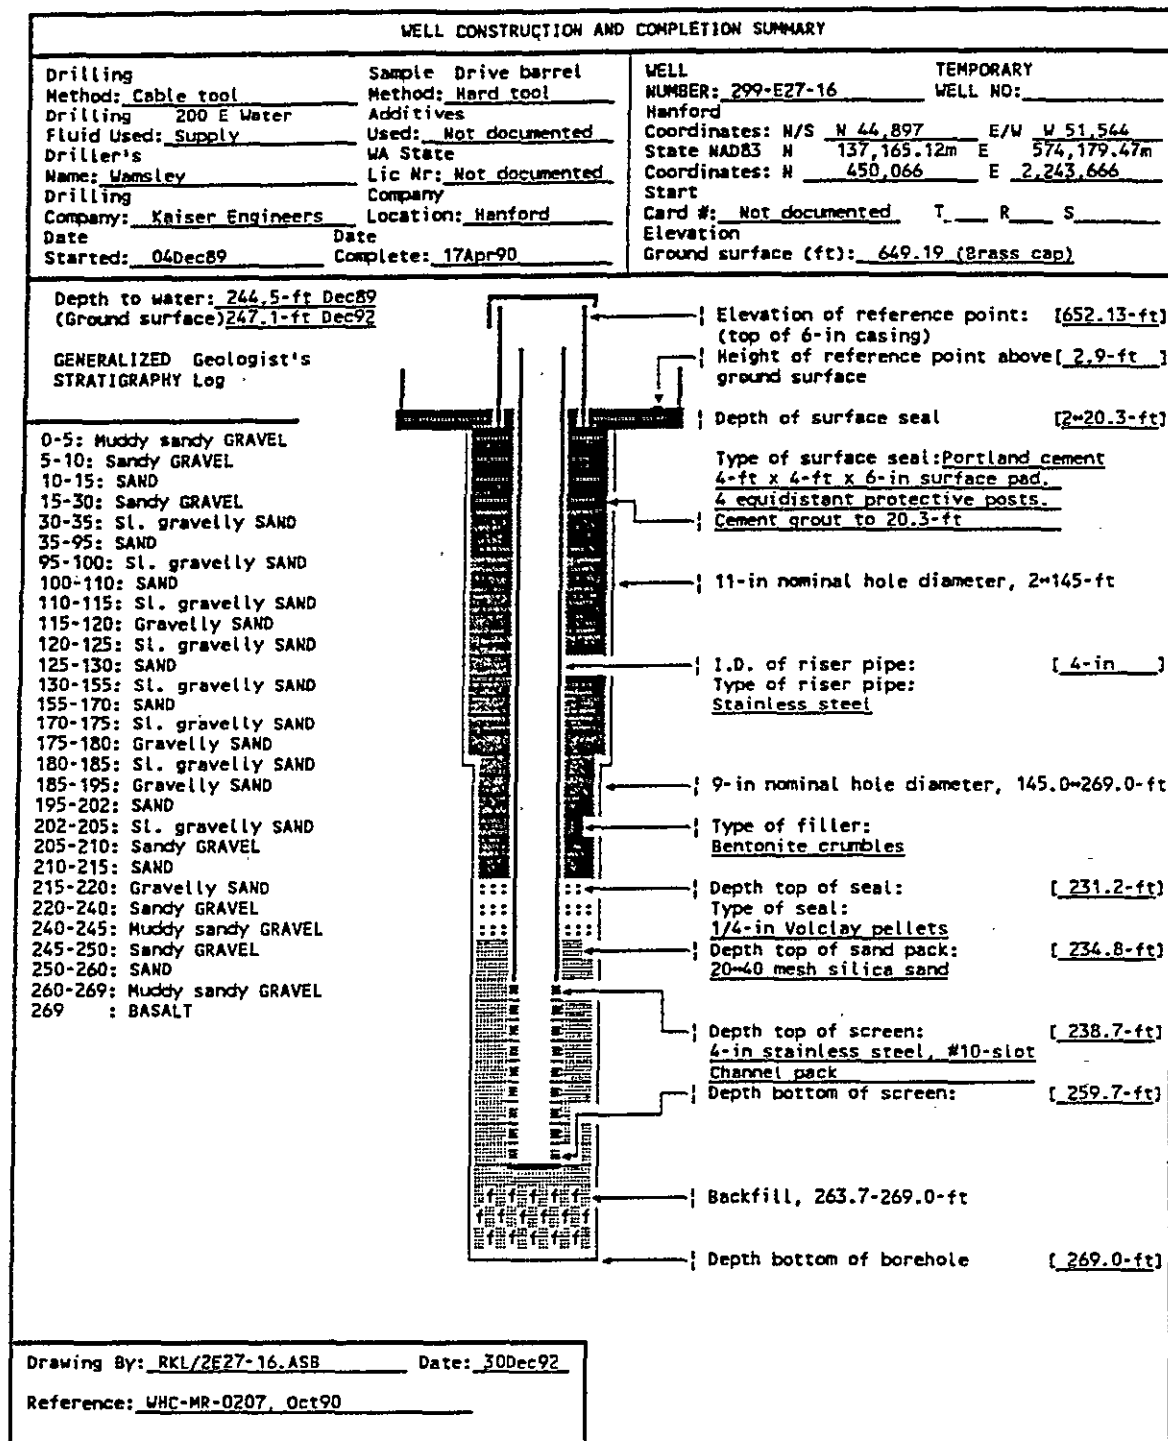 WELL CONSTRUCTION AND COMPLETION SUMMARY
Drilling Sample Drive barrel
Method: Cable tool Method: Hard tool
Drilling 200 E Water Additives
Fluid Used: Supply Used: Not documented
Driller's WA State
Name: Wamsley Lic Nr: Not documented
Drilling Company
Company: Kaiser Engineers Location: Hanford
Date Date
Started: 04Dec89 Complete: 17Apr90
WELL TEMPORARY
NUMBER: 299-E27-16 WELL NO:
Hanford
Coordinates: N/S N 44,897 E/W W 51,544
State NAD83 N 137,165.12m E 574,179.47m
Coordinates: N 450,066 E 2,243,666
Start
Card #: Not documented T R S
Elevation
Ground surface (ft): 649.19 (Brass cap)
Depth to water: 244.5-ft Dec89
(Ground surface) 247.1-ft Dec92
GENERALIZED Geologist's
STRATIGRAPHY Log
0-5: Muddy sandy GRAVEL
5-10: Sandy GRAVEL
10-15: SAND
15-30: Sandy GRAVEL
30-35: Sl. gravelly SAND
35-95: SAND
95-100: Sl. gravelly SAND
100-110: SAND
110-115: Sl. gravelly SAND
115-120: Gravelly SAND
120-125: Sl. gravelly SAND
125-130: SAND
130-155: Sl. gravelly SAND
155-170: SAND
170-175: Sl. gravelly SAND
175-180: Gravelly SAND
180-185: Sl. gravelly SAND
185-195: Gravelly SAND
195-202: SAND
202-205: Sl. gravelly SAND
205-210: Sandy GRAVEL
210-215: SAND
215-220: Gravelly SAND
220-240: Sandy GRAVEL
240-245: Muddy sandy GRAVEL
245-250: Sandy GRAVEL
250-260: SAND
260-269: Muddy sandy GRAVEL
269 : BASALT
Elevation of reference point: [652.13-ft]
(top of 6-in casing)
Height of reference point above [ 2.9-ft ]
ground surface
Depth of surface seal [2↔20.3-ft]
Type of surface seal: Portland cement
4-ft x 4-ft x 6-in surface pad.
4 equidistant protective posts.
Cement grout to 20.3-ft
11-in nominal hole diameter, 2↔145-ft
I.D. of riser pipe: [ 4-in ]
Type of riser pipe:
Stainless steel
9-in nominal hole diameter, 145.0↔269.0-ft
Type of filler:
Bentonite crumbles
Depth top of seal: [ 231.2-ft]
Type of seal:
1/4-in Volclay pellets
Depth top of sand pack: [ 234.8-ft]
20↔40 mesh silica sand
Depth top of screen: [ 238.7-ft]
4-in stainless steel, #10-slot
Channel pack
Depth bottom of screen: [ 259.7-ft]
Backfill, 263.7-269.0-ft
Depth bottom of borehole [ 269.0-ft]
Drawing By: RKL/2E27-16.ASB Date: 30Dec92
Reference: WHC-MR-0207, Oct90